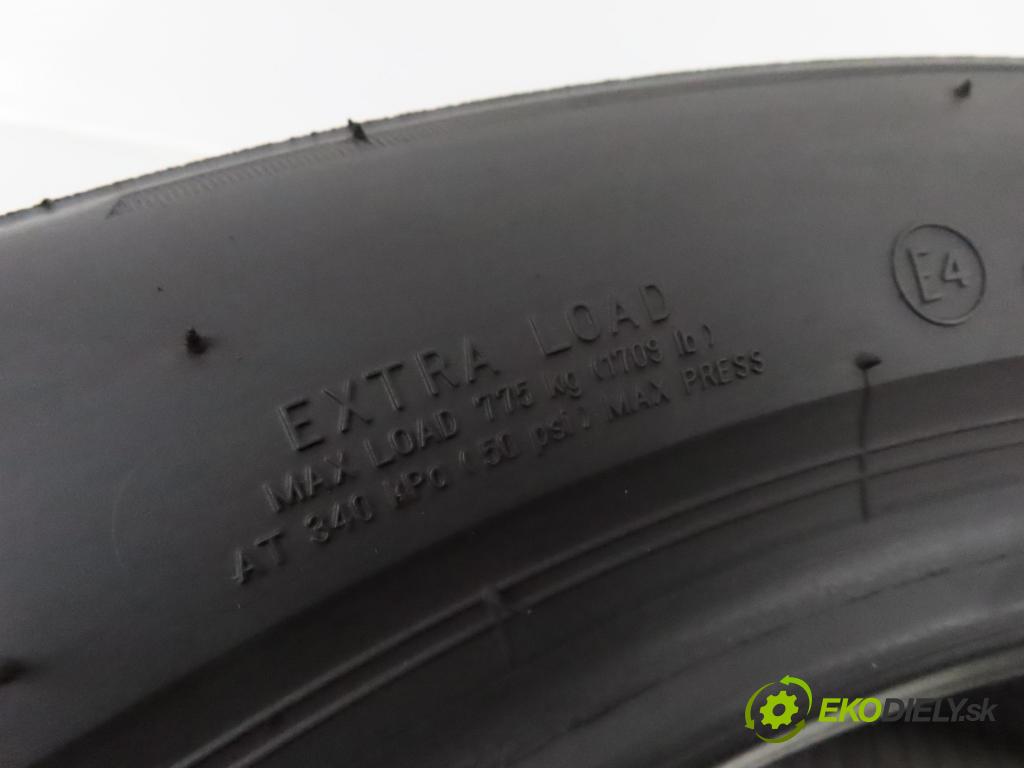 E4
EXTRA LOAD
MAX LOAD 775 kg (1709 lb)
AT 340 kPa (50 psi) MAX PRESS
EKODIELY.sk